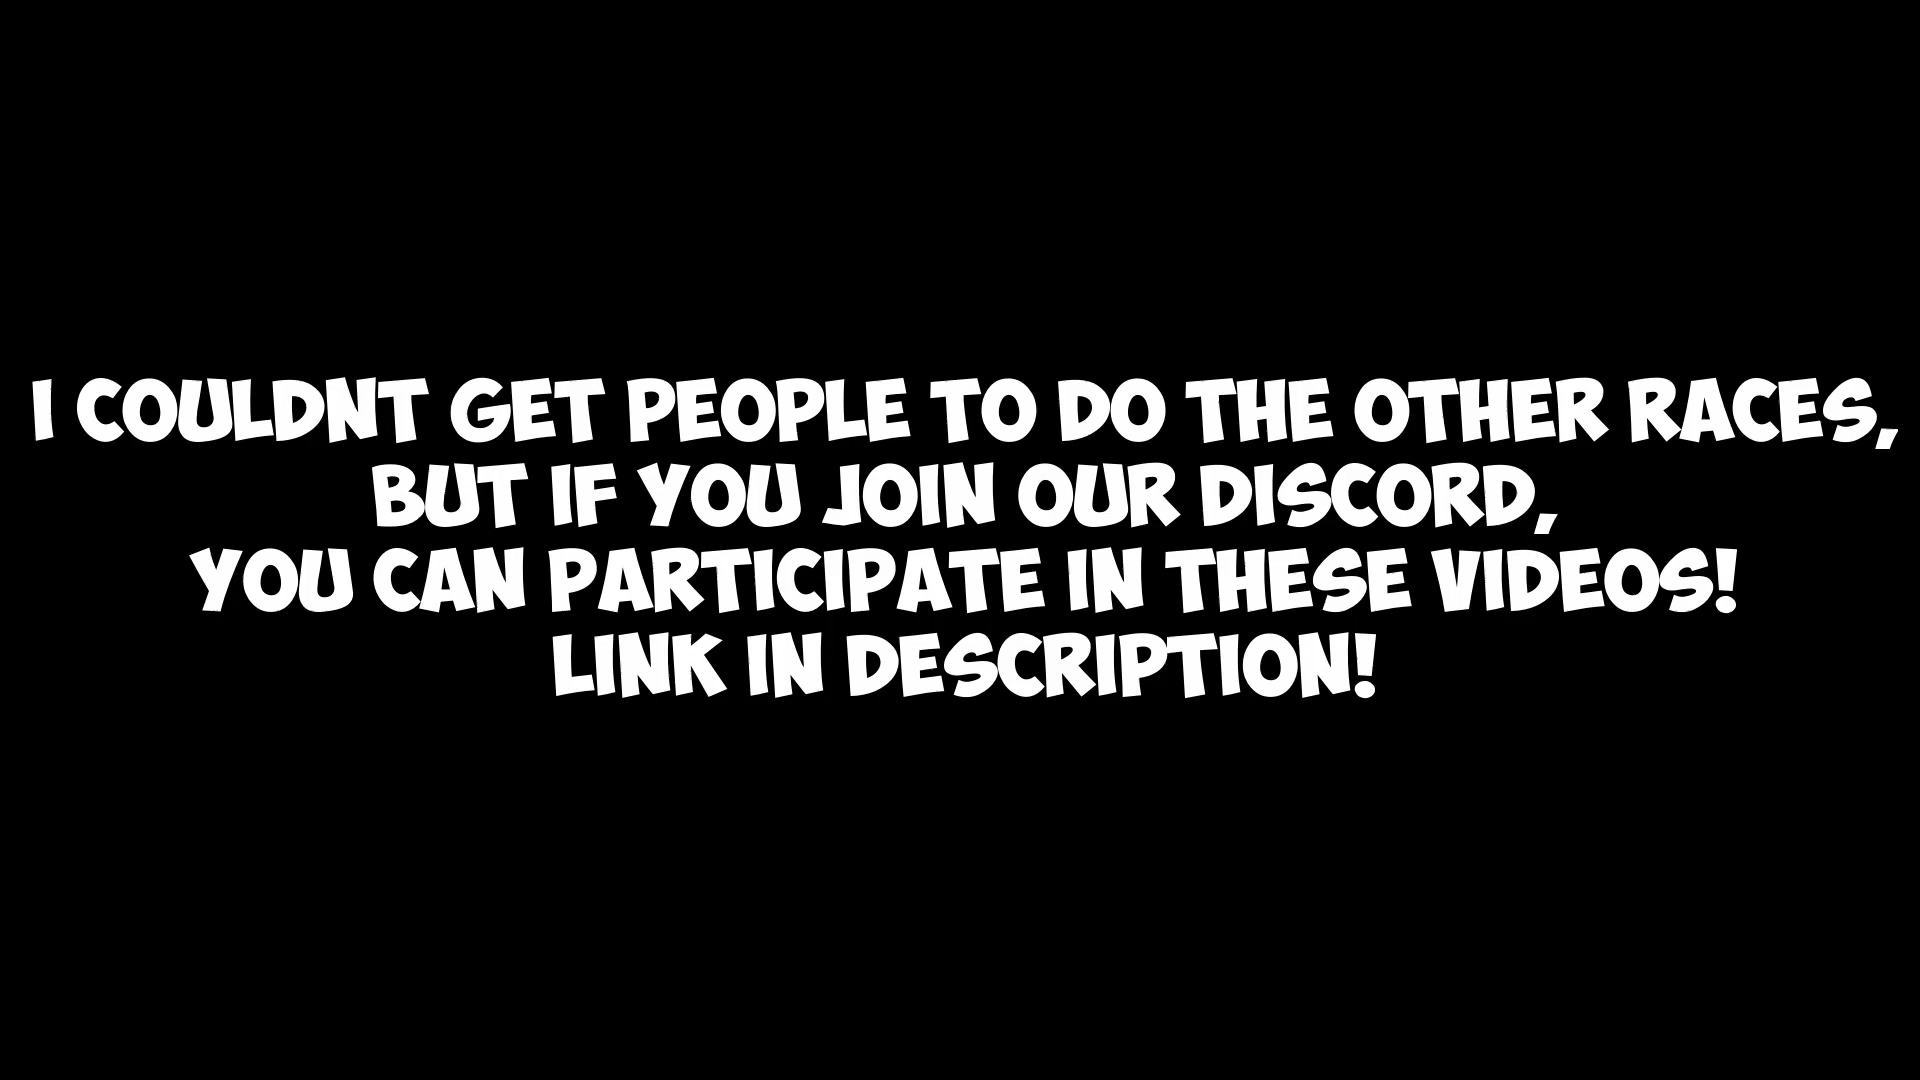 I COULDNT GET PEOPLE TO DO THE OTHER RACES,
BUT IF YOU JOIN OUR DISCORD,
YOU CAN PARTICIPATE IN THESE VIDEOS!
LINK IN DESCRIPTION!